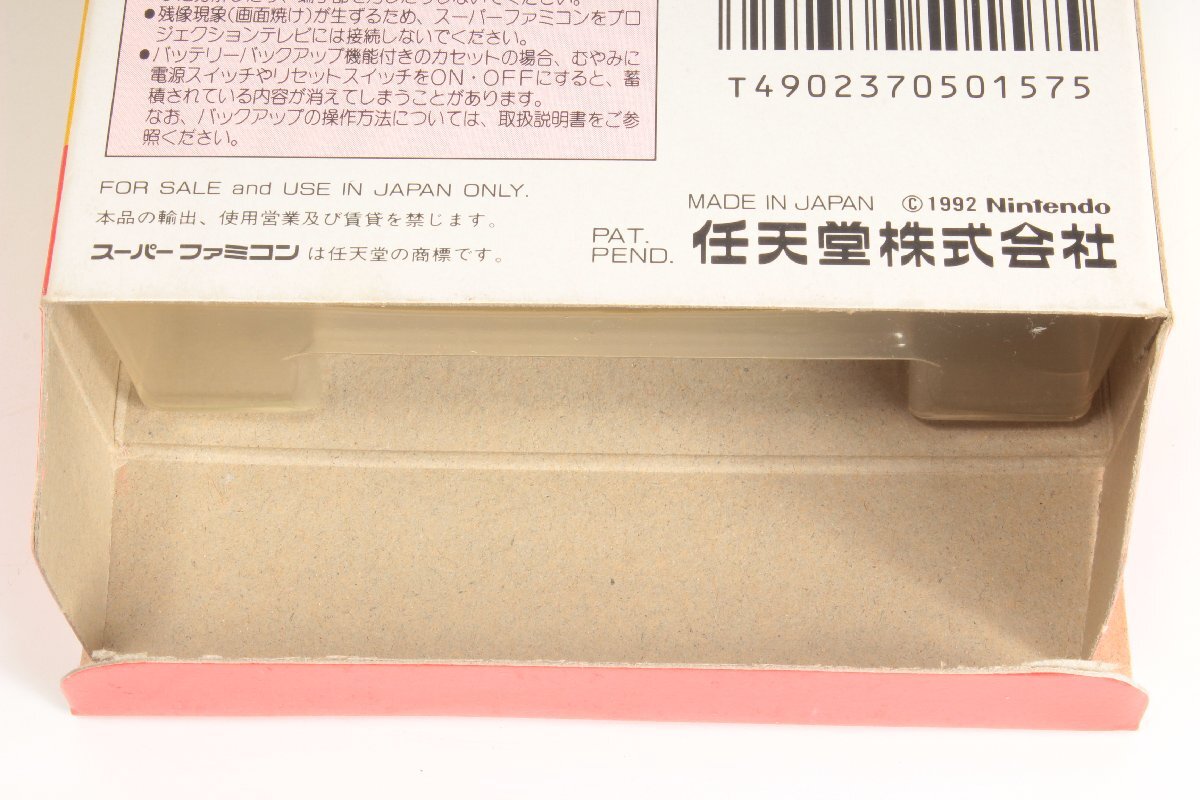 ●残像現象(画面焼け)が生ずるため、スーパーファミコンをプロ
ジェクションテレビには接続しないでください。
●バッテリーバックアップ機能付きのカセットの場合、むやみに
電源スイッチやリセットスイッチをON・OFFにすると、蓄
積されている内容が消えてしまうことがあります。
なお、バックアップの操作方法については、取扱説明書をご参
照ください。
T4902370501575
FOR SALE and USE IN JAPAN ONLY.
本品の輸出、使用営業及び賃貸を禁じます。
スーパーファミコンは任天堂の商標です。
MADE IN JAPAN ©1992 Nintendo
PAT.
PEND. 任天堂株式会社